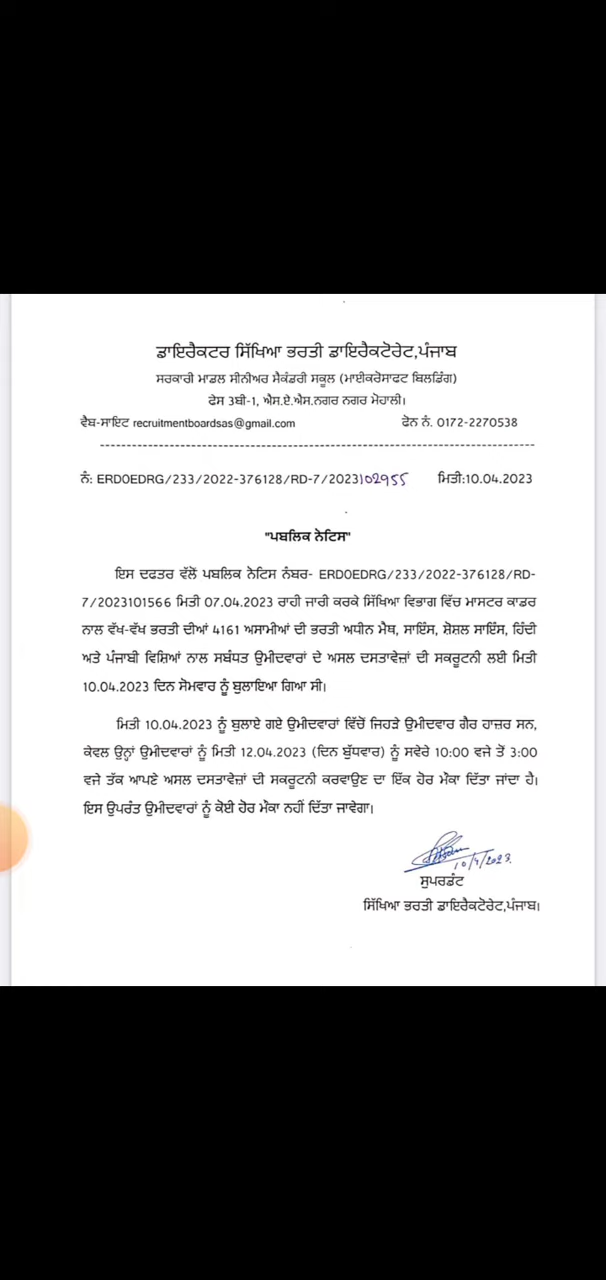 ਡਾਇਰੈਕਟਰ ਸਿੱਖਿਆ ਭਰਤੀ ਡਾਇਰੈਕਟੋਰੇਟ,ਪੰਜਾਬ
ਸਰਕਾਰੀ ਮਾਡਲ ਸੀਨੀਅਰ ਸੈਕੰਡਰੀ ਸਕੂਲ (ਮਾਈਕਰੋਸਾਫਟ ਬਿਲਡਿੰਗ)
ਫੇਸ 3ਬੀ-1, ਐਸ.ਏ.ਐਸ.ਨਗਰ ਨਗਰ ਮੋਹਾਲੀ।
ਵੈਬ-ਸਾਇਟ recruitmentboardsas@gmail.com ਫੋਨ ਨੰ. 0172-2270538
ਨੰ: ERDOEDRG/233/2022-376128/RD-7/2023102955 ਮਿਤੀ:10.04.2023
"ਪਬਲਿਕ ਨੋਟਿਸ"
ਇਸ ਦਫਤਰ ਵੱਲੋਂ ਪਬਲਿਕ ਨੋਟਿਸ ਨੰਬਰ- ERDOEDRG/233/2022-376128/RD-
7/2023101566 ਮਿਤੀ 07.04.2023 ਰਾਹੀ ਜਾਰੀ ਕਰਕੇ ਸਿੱਖਿਆ ਵਿਭਾਗ ਵਿੱਚ ਮਾਸਟਰ ਕਾਡਰ
ਨਾਲ ਵੱਖ-ਵੱਖ ਭਰਤੀ ਦੀਆਂ 4161 ਅਸਾਮੀਆਂ ਦੀ ਭਰਤੀ ਅਧੀਨ ਮੈਥ, ਸਾਇੰਸ, ਸ਼ੋਸ਼ਲ ਸਾਇੰਸ, ਹਿੰਦੀ
ਅਤੇ ਪੰਜਾਬੀ ਵਿਸ਼ਿਆਂ ਨਾਲ ਸਬੰਧਤ ਉਮੀਦਵਾਰਾਂ ਦੇ ਅਸਲ ਦਸਤਾਵੇਜ਼ਾਂ ਦੀ ਸਕਰੂਟਨੀ ਲਈ ਮਿਤੀ
10.04.2023 ਦਿਨ ਸੋਮਵਾਰ ਨੂੰ ਬੁਲਾਇਆ ਗਿਆ ਸੀ।
ਮਿਤੀ 10.04.2023 ਨੂੰ ਬੁਲਾਏ ਗਏ ਉਮੀਦਵਾਰਾਂ ਵਿੱਚੋਂ ਜਿਹੜੇ ਉਮੀਦਵਾਰ ਗੈਰ ਹਾਜ਼ਰ ਸਨ,
ਕੇਵਲ ਉਨ੍ਹਾਂ ਉਮੀਦਵਾਰਾਂ ਨੂੰ ਮਿਤੀ 12.04.2023 (ਦਿਨ ਬੁੱਧਵਾਰ) ਨੂੰ ਸਵੇਰੇ 10:00 ਵਜੇ ਤੋਂ 3:00
ਵਜੇ ਤੱਕ ਆਪਣੇ ਅਸਲ ਦਸਤਾਵੇਜ਼ਾਂ ਦੀ ਸਕਰੂਟਨੀ ਕਰਵਾਉਣ ਦਾ ਇੱਕ ਹੋਰ ਮੌਕਾ ਦਿੱਤਾ ਜਾਂਦਾ ਹੈ।
ਇਸ ਉਪਰੰਤ ਉਮੀਦਵਾਰਾਂ ਨੂੰ ਕੋਈ ਹੋਰ ਮੌਕਾ ਨਹੀਂ ਦਿੱਤਾ ਜਾਵੇਗਾ।
10/4/2023
ਸੁਪਰਡੰਟ
ਸਿੱਖਿਆ ਭਰਤੀ ਡਾਇਰੈਕਟੋਰੇਟ,ਪੰਜਾਬ।